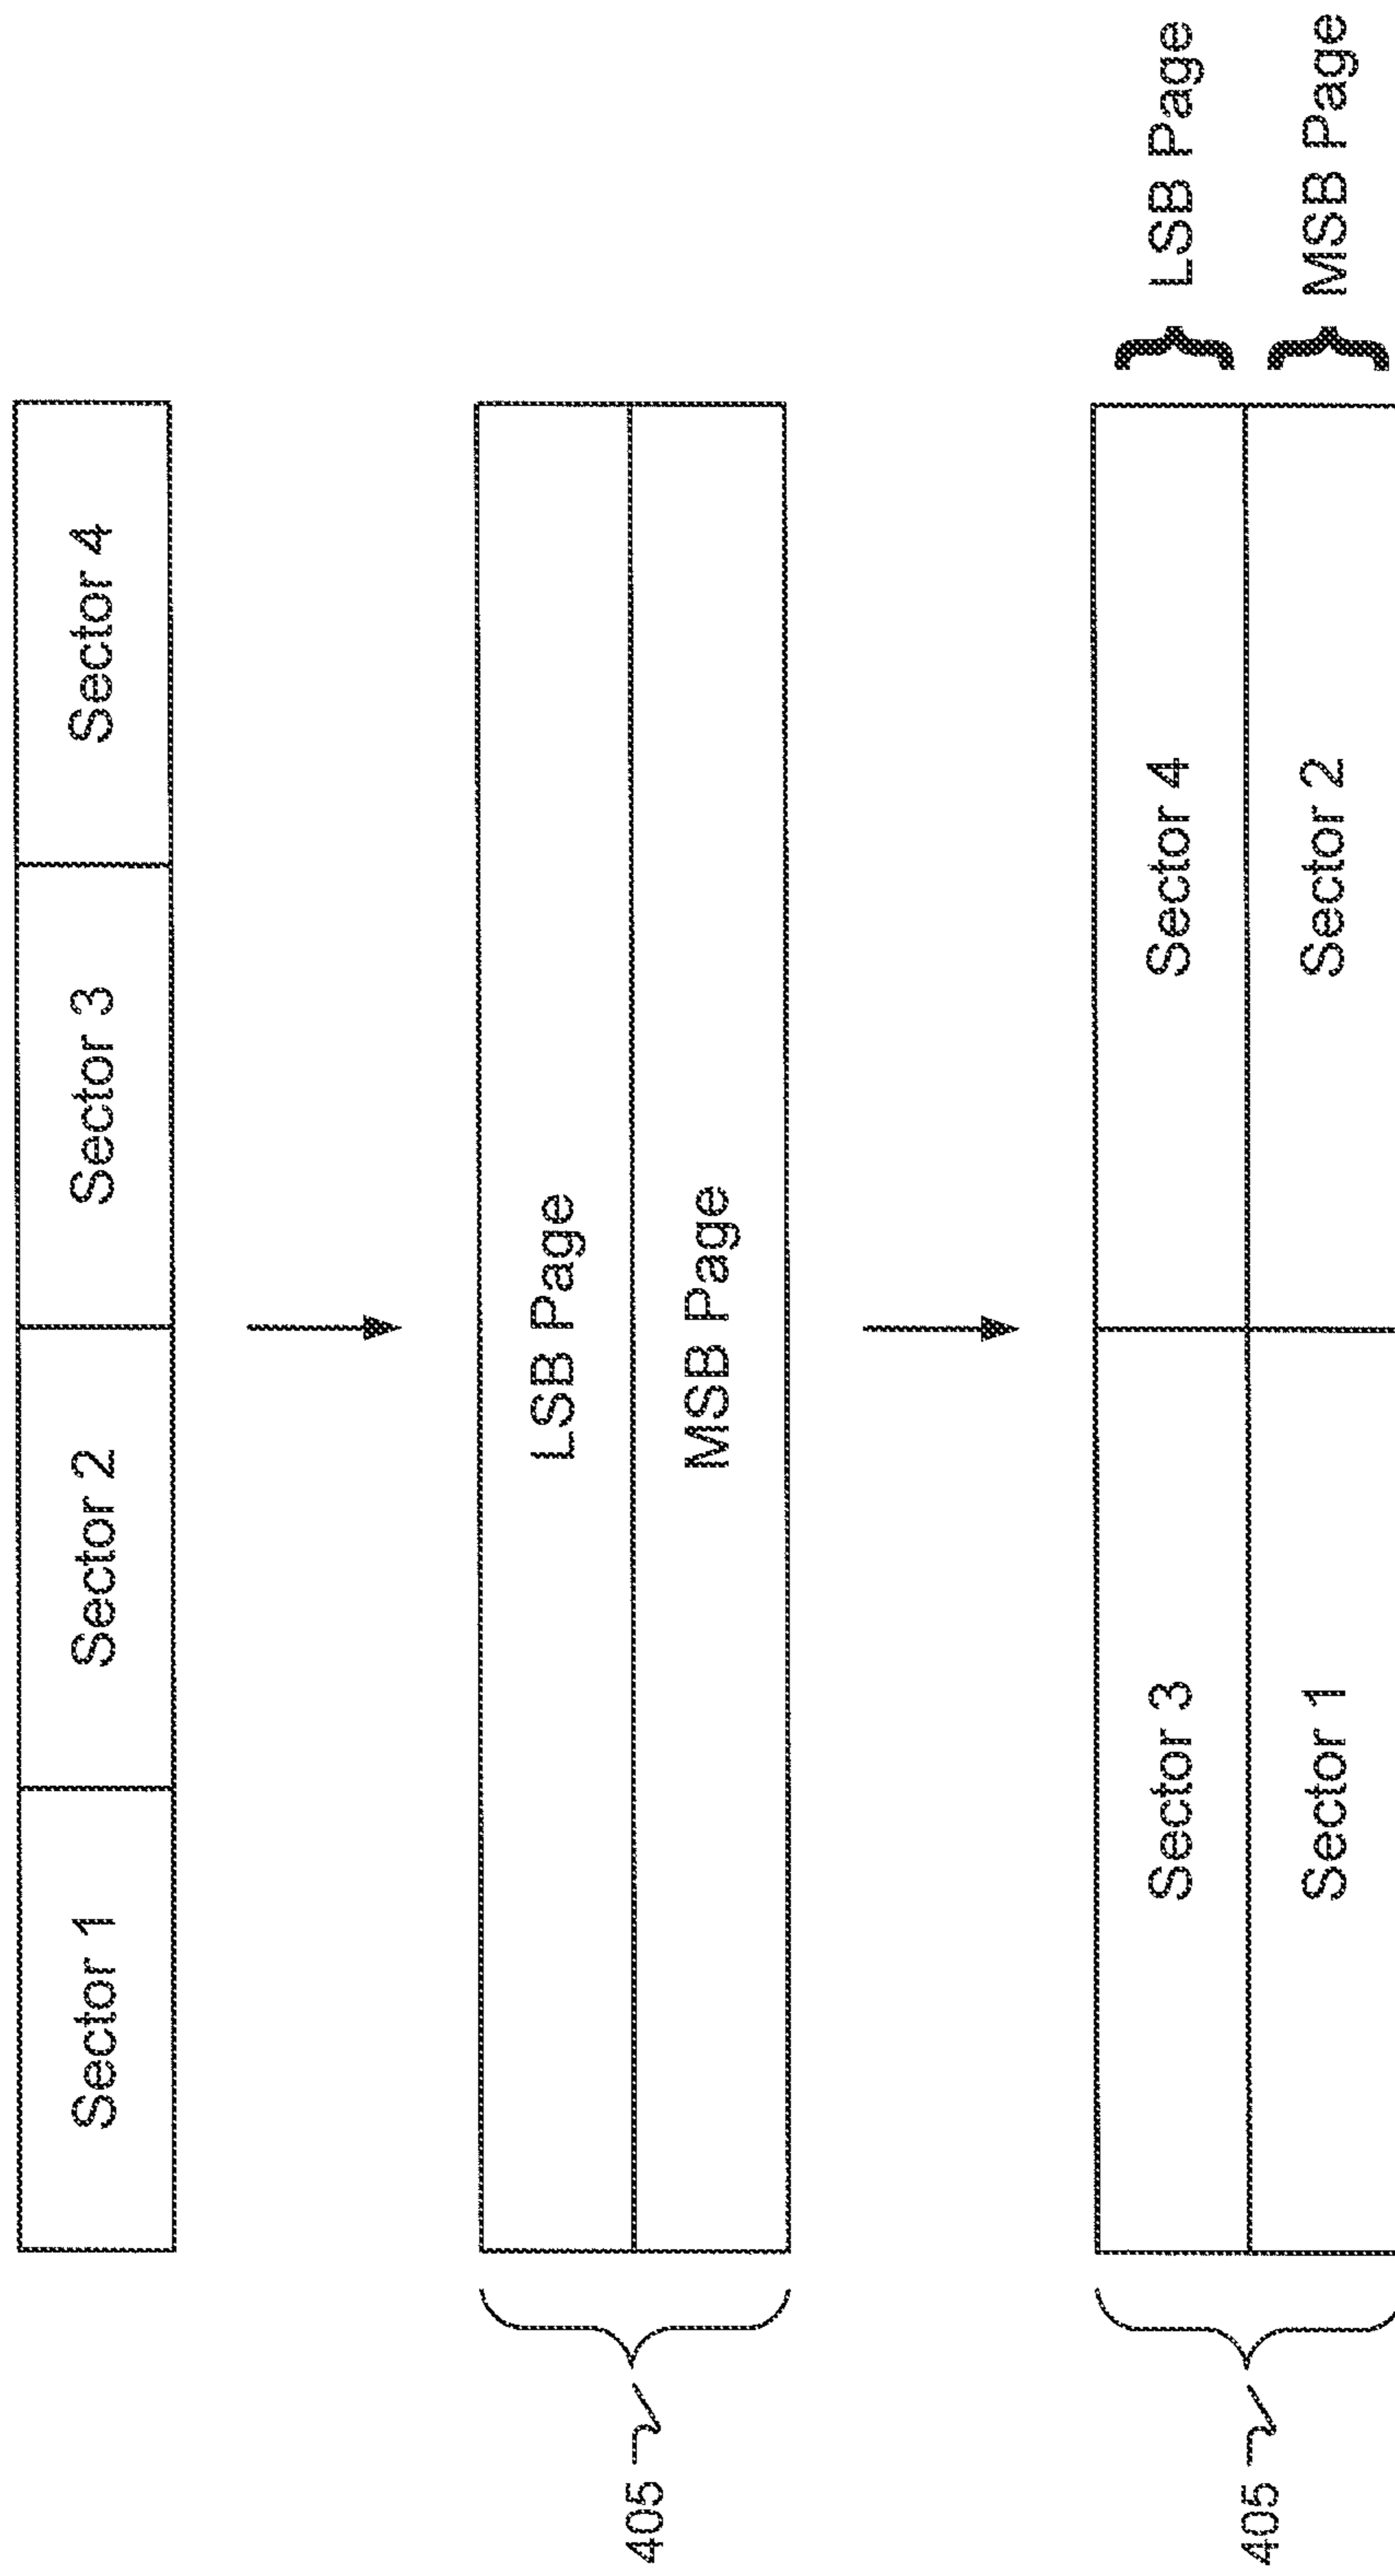 Sector 1
Sector 2
Sector 3
Sector 4
405
LSB Page
MSB Page
405
Sector 3
Sector 4
LSB Page
Sector 1
Sector 2
MSB Page